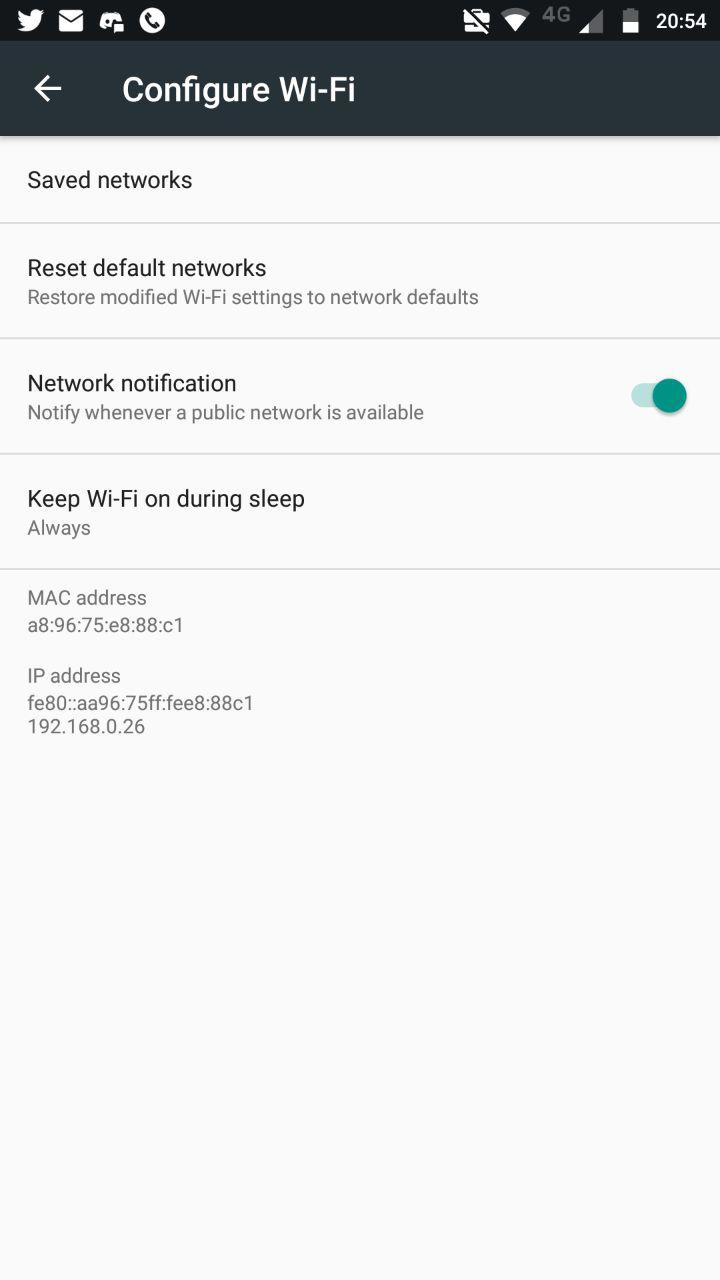 4G 20:54
Configure Wi-Fi
Saved networks
Reset default networks
Restore modified Wi-Fi settings to network defaults
Network notification
Notify whenever a public network is available
Keep Wi-Fi on during sleep
Always
MAC address
a8:96:75:e8:88:c1
IP address
fe80::aa96:75ff:fee8:88c1
192.168.0.26